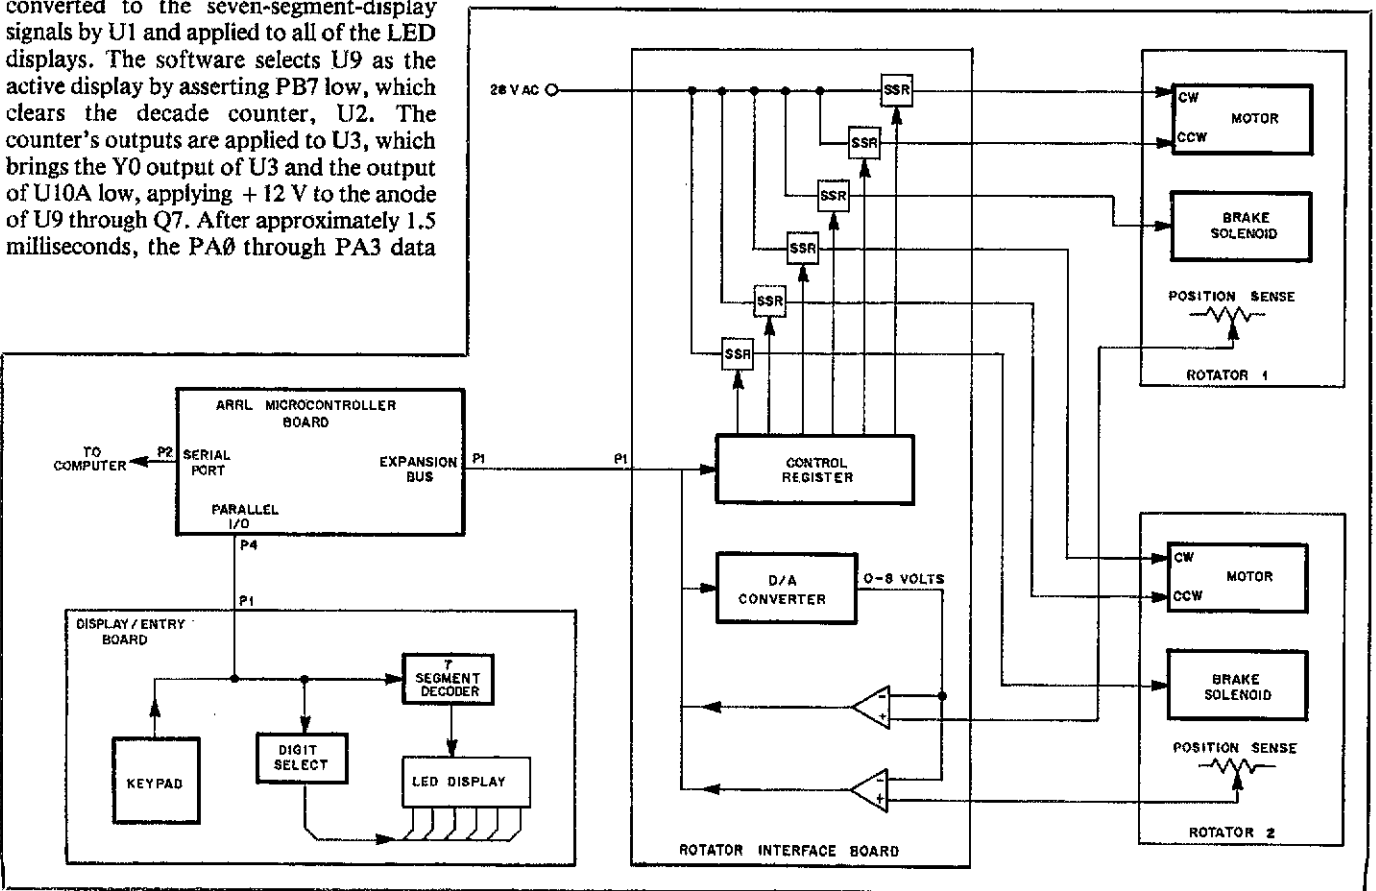 converted to the seven-segment-display
signals by U1 and applied to all of the LED
displays. The software selects U9 as the
active display by asserting PB7 low, which
clears the decade counter, U2. The
counter's outputs are applied to U3, which
brings the Y0 output of U3 and the output
of U10A low, applying + 12 V to the anode
of U9 through Q7. After approximately 1.5
milliseconds, the PAØ through PA3 data
28 VAC
SSR
SSR
SSR
SSR
SSR
SSR
CW
CCW
MOTOR
BRAKE
SOLENOID
POSITION SENSE
ROTATOR 1
ARRL MICROCONTROLLER
BOARD
TO
COMPUTER
P2
SERIAL
PORT
EXPANSION
BUS
P1
P1
PARALLEL
I/O
P4
CONTROL
REGISTER
D/A
CONVERTER
0-8 VOLTS
-
+
-
+
ROTATOR INTERFACE BOARD
CW
CCW
MOTOR
BRAKE
SOLENOID
POSITION SENSE
ROTATOR 2
P1
DISPLAY/ENTRY
BOARD
7
SEGMENT
DECODER
KEYPAD
DIGIT
SELECT
LED DISPLAY